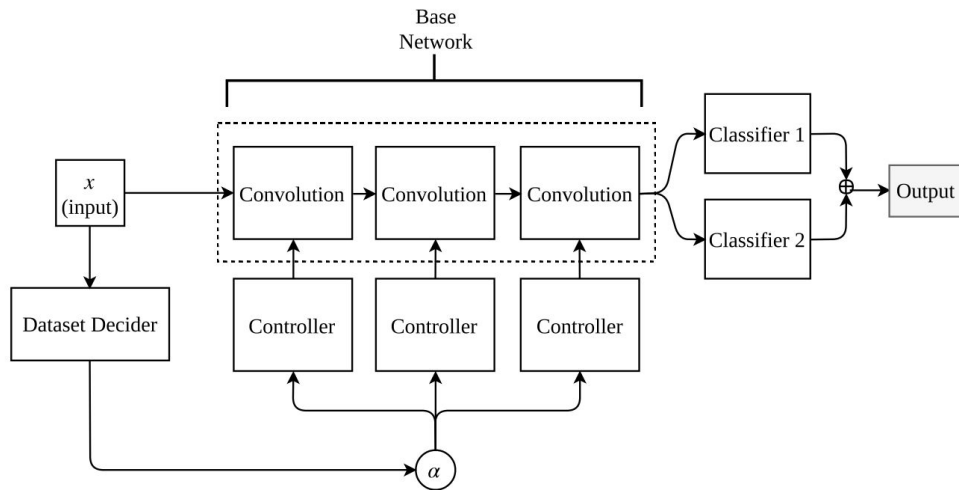 Base
Network
x
(input)
Convolution
Convolution
Convolution
Classifier 1
Classifier 2
Output
Dataset Decider
Controller
Controller
Controller
α